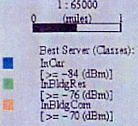 1 : 65000
0 (miles) 1
Best Server (Classes):
InCar
[>= -84 (dBm)]
InBldgRes
[>= -76 (dBm)]
InBldgCom
[>= -70 (dBm)]